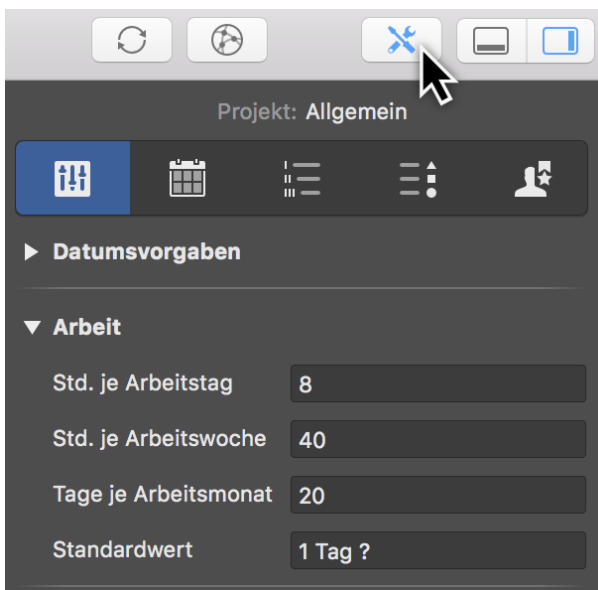 Projekt: Allgemein
Datumsvorgaben
Arbeit
Std. je Arbeitstag 8
Std. je Arbeitswoche 40
Tage je Arbeitsmonat 20
Standardwert 1 Tag ?